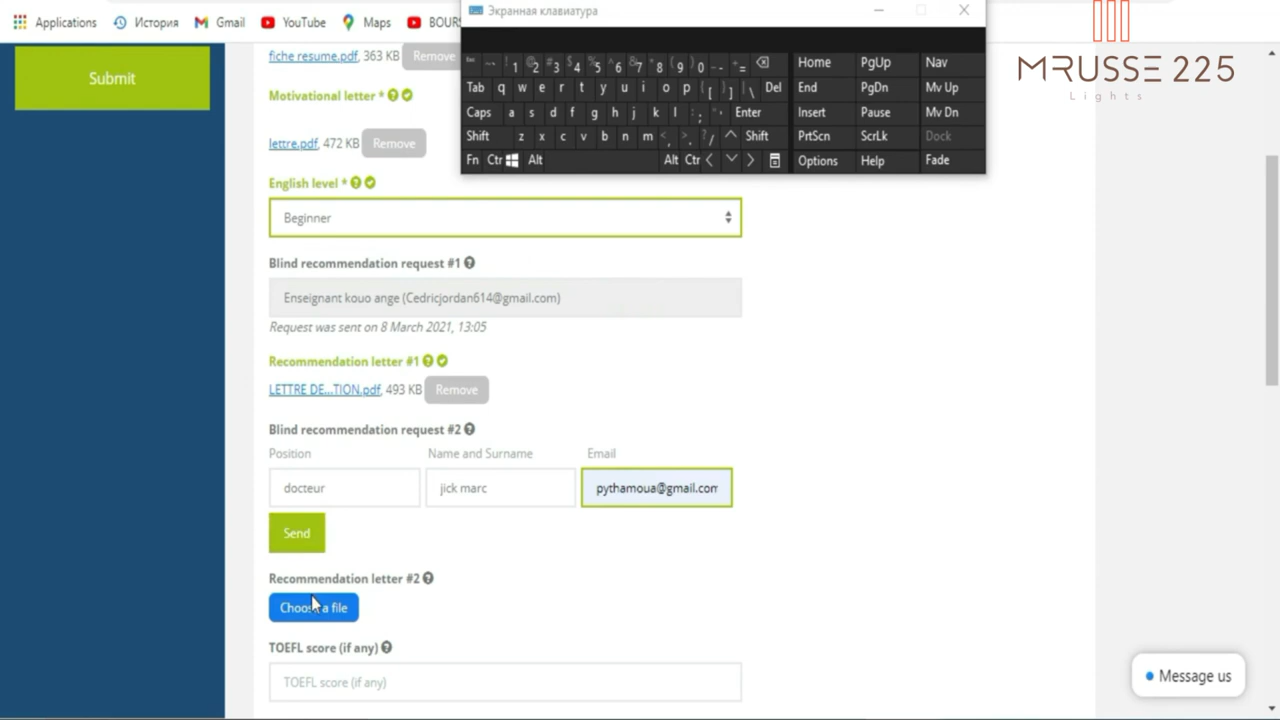 Applications История Gmail YouTube Maps BOURS
Экранная клавиатура
MRUSSE 225
Lights
Submit
fiche resume.pdf, 363 KB Remove
Motivational letter *
lettre.pdf, 472 KB Remove
English level *
Beginner
Blind recommendation request #1
Enseignant kouo ange (Cedricjordan614@gmail.com)
Request was sent on 8 March 2021, 13:05
Recommendation letter #1
LETTRE DE...TION.pdf, 493 KB Remove
Blind recommendation request #2
Position Name and Surname Email
docteur jick marc pythamoua@gmail.com
Send
Recommendation letter #2
Choose a file
TOEFL score (if any)
TOEFL score (if any)
Message us
Home PgUp Nav
Tab q w e r t y u i o p [ ] \ Del End PgDn Mv Up
Caps a s d f g h j k l ; Enter Insert Pause Mv Dn
Shift z x c v b n m Shift PrtScn ScrLk Dock
Fn Ctr Alt Alt Ctr Options Help Fade